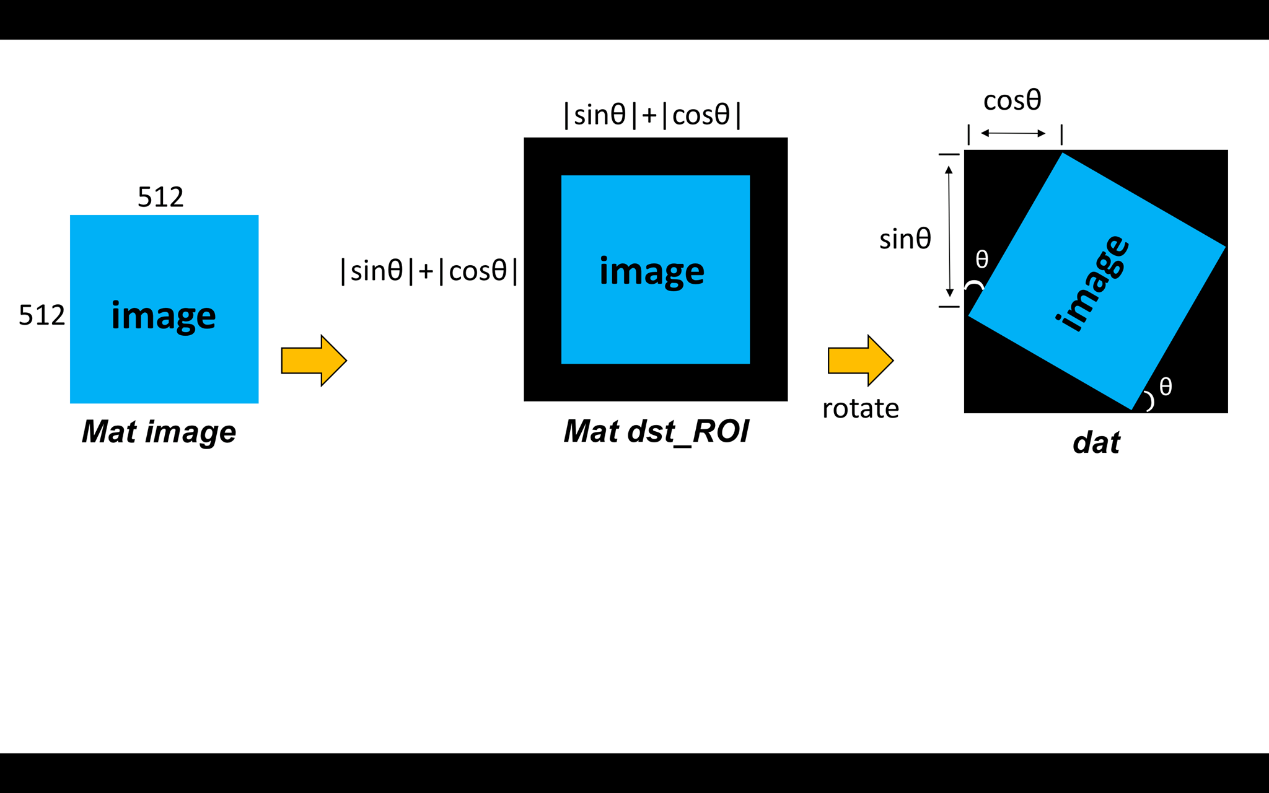 512
512
image
Mat image
|sinθ|+|cosθ|
|sinθ|+|cosθ|
image
Mat dst_ROI
rotate
cosθ
sinθ
θ
image
θ
dat